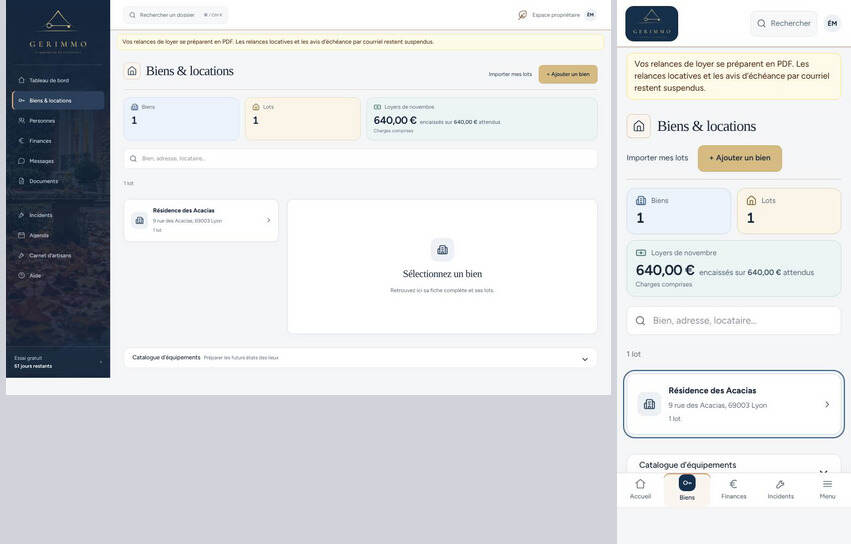 GERIMMO
Tableau de bord
Biens & locations
Personnes
Finances
Messages
Documents
Incidents
Agenda
Carnet d'artisans
Aide
Essai gratuit
61 jours restants
Rechercher un dossier
⌘ / Ctrl K
Espace propriétaire
ÉM
Vos relances de loyer se préparent en PDF. Les relances locatives et les avis d'échéance par courriel restent suspendus.
Biens & locations
Importer mes lots
+ Ajouter un bien
Biens
1
Lots
1
Loyers de novembre
640,00 € encaissés sur 640,00 € attendus
Charges comprises
Bien, adresse, locataire...
1 lot
Résidence des Acacias
9 rue des Acacias, 69003 Lyon
1 lot
Sélectionnez un bien
Retrouvez ici sa fiche complète et ses lots.
Catalogue d'équipements Préparer les futurs états des lieux
GERIMMO
Rechercher
ÉM
Vos relances de loyer se préparent en PDF. Les
relances locatives et les avis d'échéance par courriel
restent suspendus.
Biens & locations
Importer mes lots
+ Ajouter un bien
Biens
1
Lots
1
Loyers de novembre
640,00 € encaissés sur 640,00 € attendus
Charges comprises
Bien, adresse, locataire...
1 lot
Résidence des Acacias
9 rue des Acacias, 69003 Lyon
1 lot
Catalogue d'équipements
Accueil
Biens
Finances
Incidents
Menu